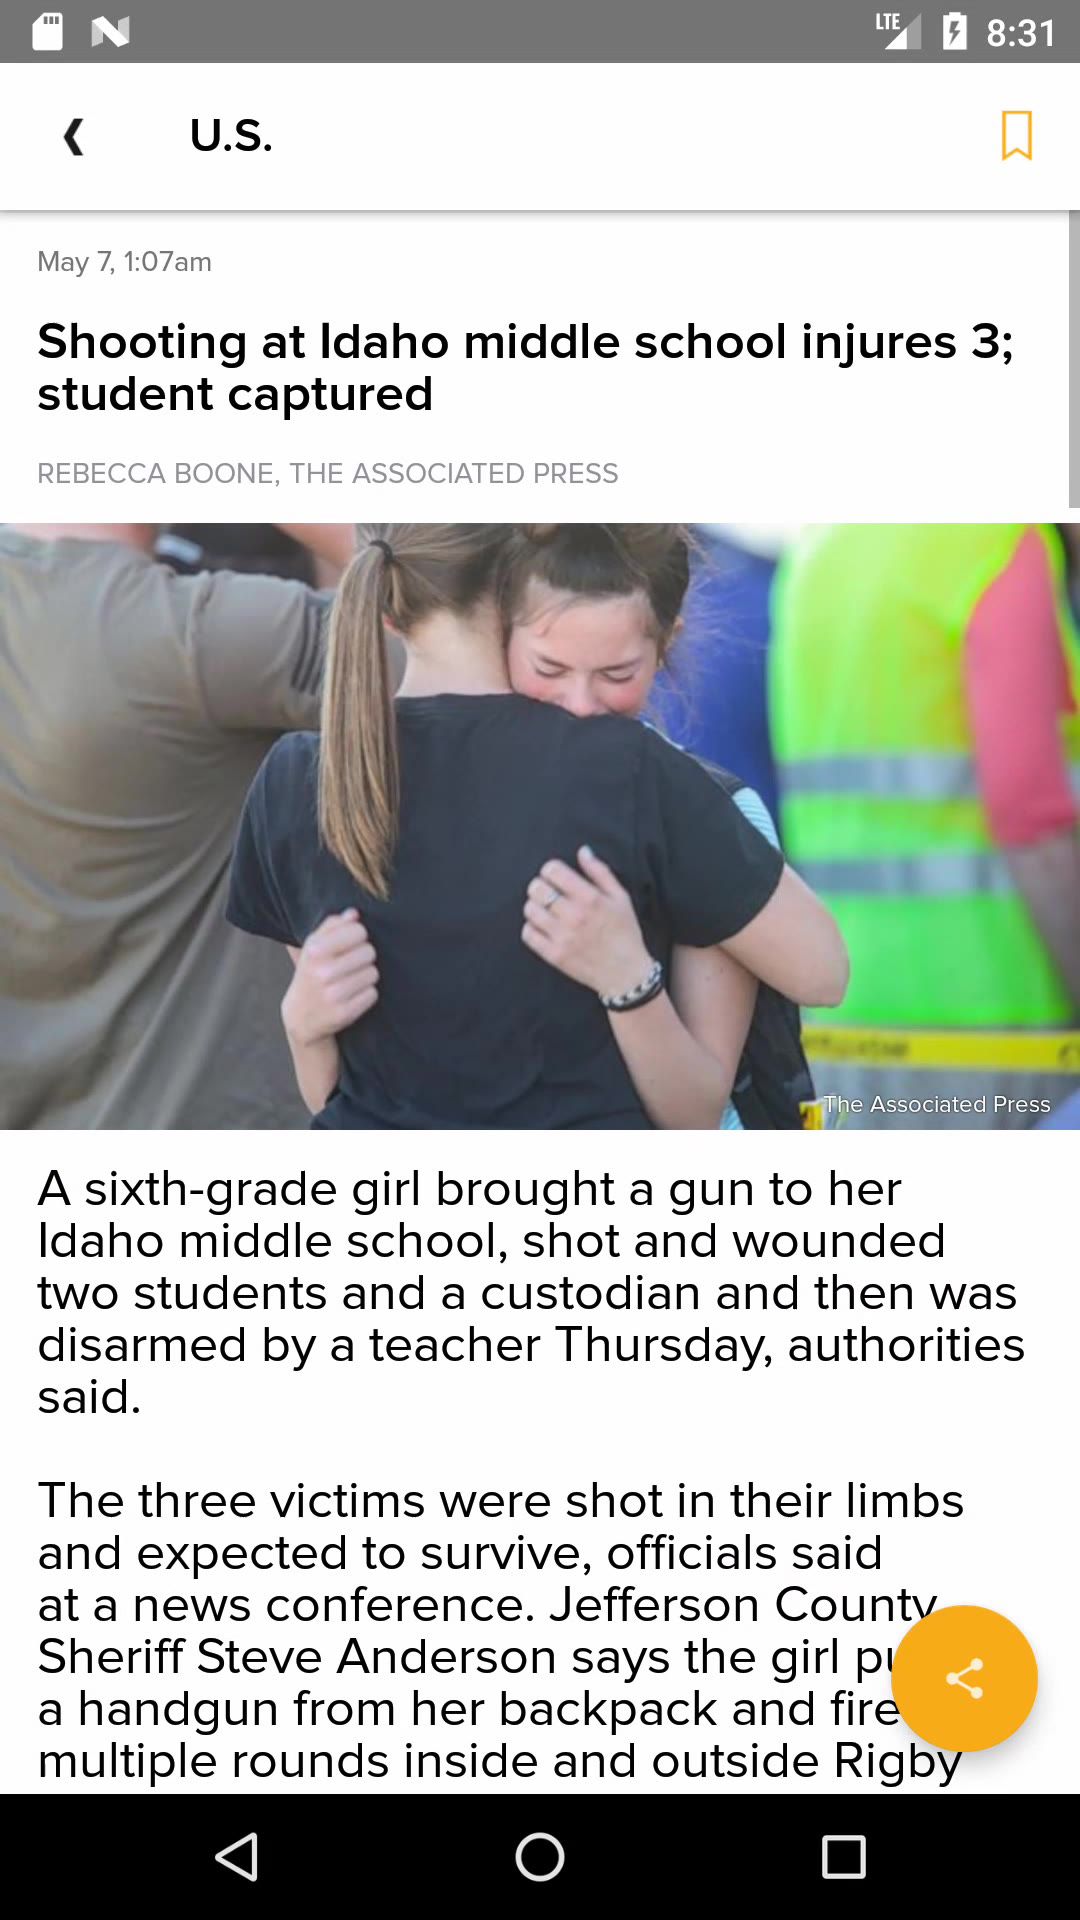 LTE 8:31
U.S.
May 7, 1:07am
Shooting at Idaho middle school injures 3;
student captured
REBECCA BOONE, THE ASSOCIATED PRESS
The Associated Press
A sixth-grade girl brought a gun to her
Idaho middle school, shot and wounded
two students and a custodian and then was
disarmed by a teacher Thursday, authorities
said.
The three victims were shot in their limbs
and expected to survive, officials said
at a news conference. Jefferson County
Sheriff Steve Anderson says the girl
a handgun from her backpack and
multiple rounds inside and outside Rigby